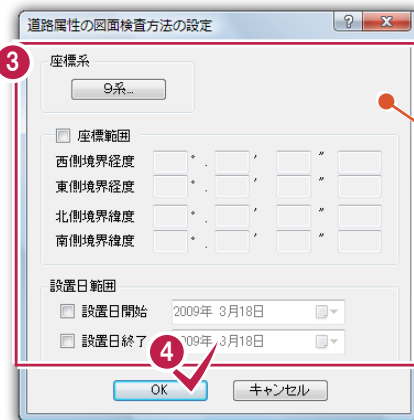 道路属性の図面検査方法の設定
3
座標系
9系...
座標範囲
西側境界経度 ° . ′ ″
東側境界経度 ° . ′ ″
北側境界緯度 ° . ′ ″
南側境界緯度 ° . ′ ″
設置日範囲
設置日開始 2009年 3月18日
設置日終了 2009年 3月18日
4
OK キャンセル